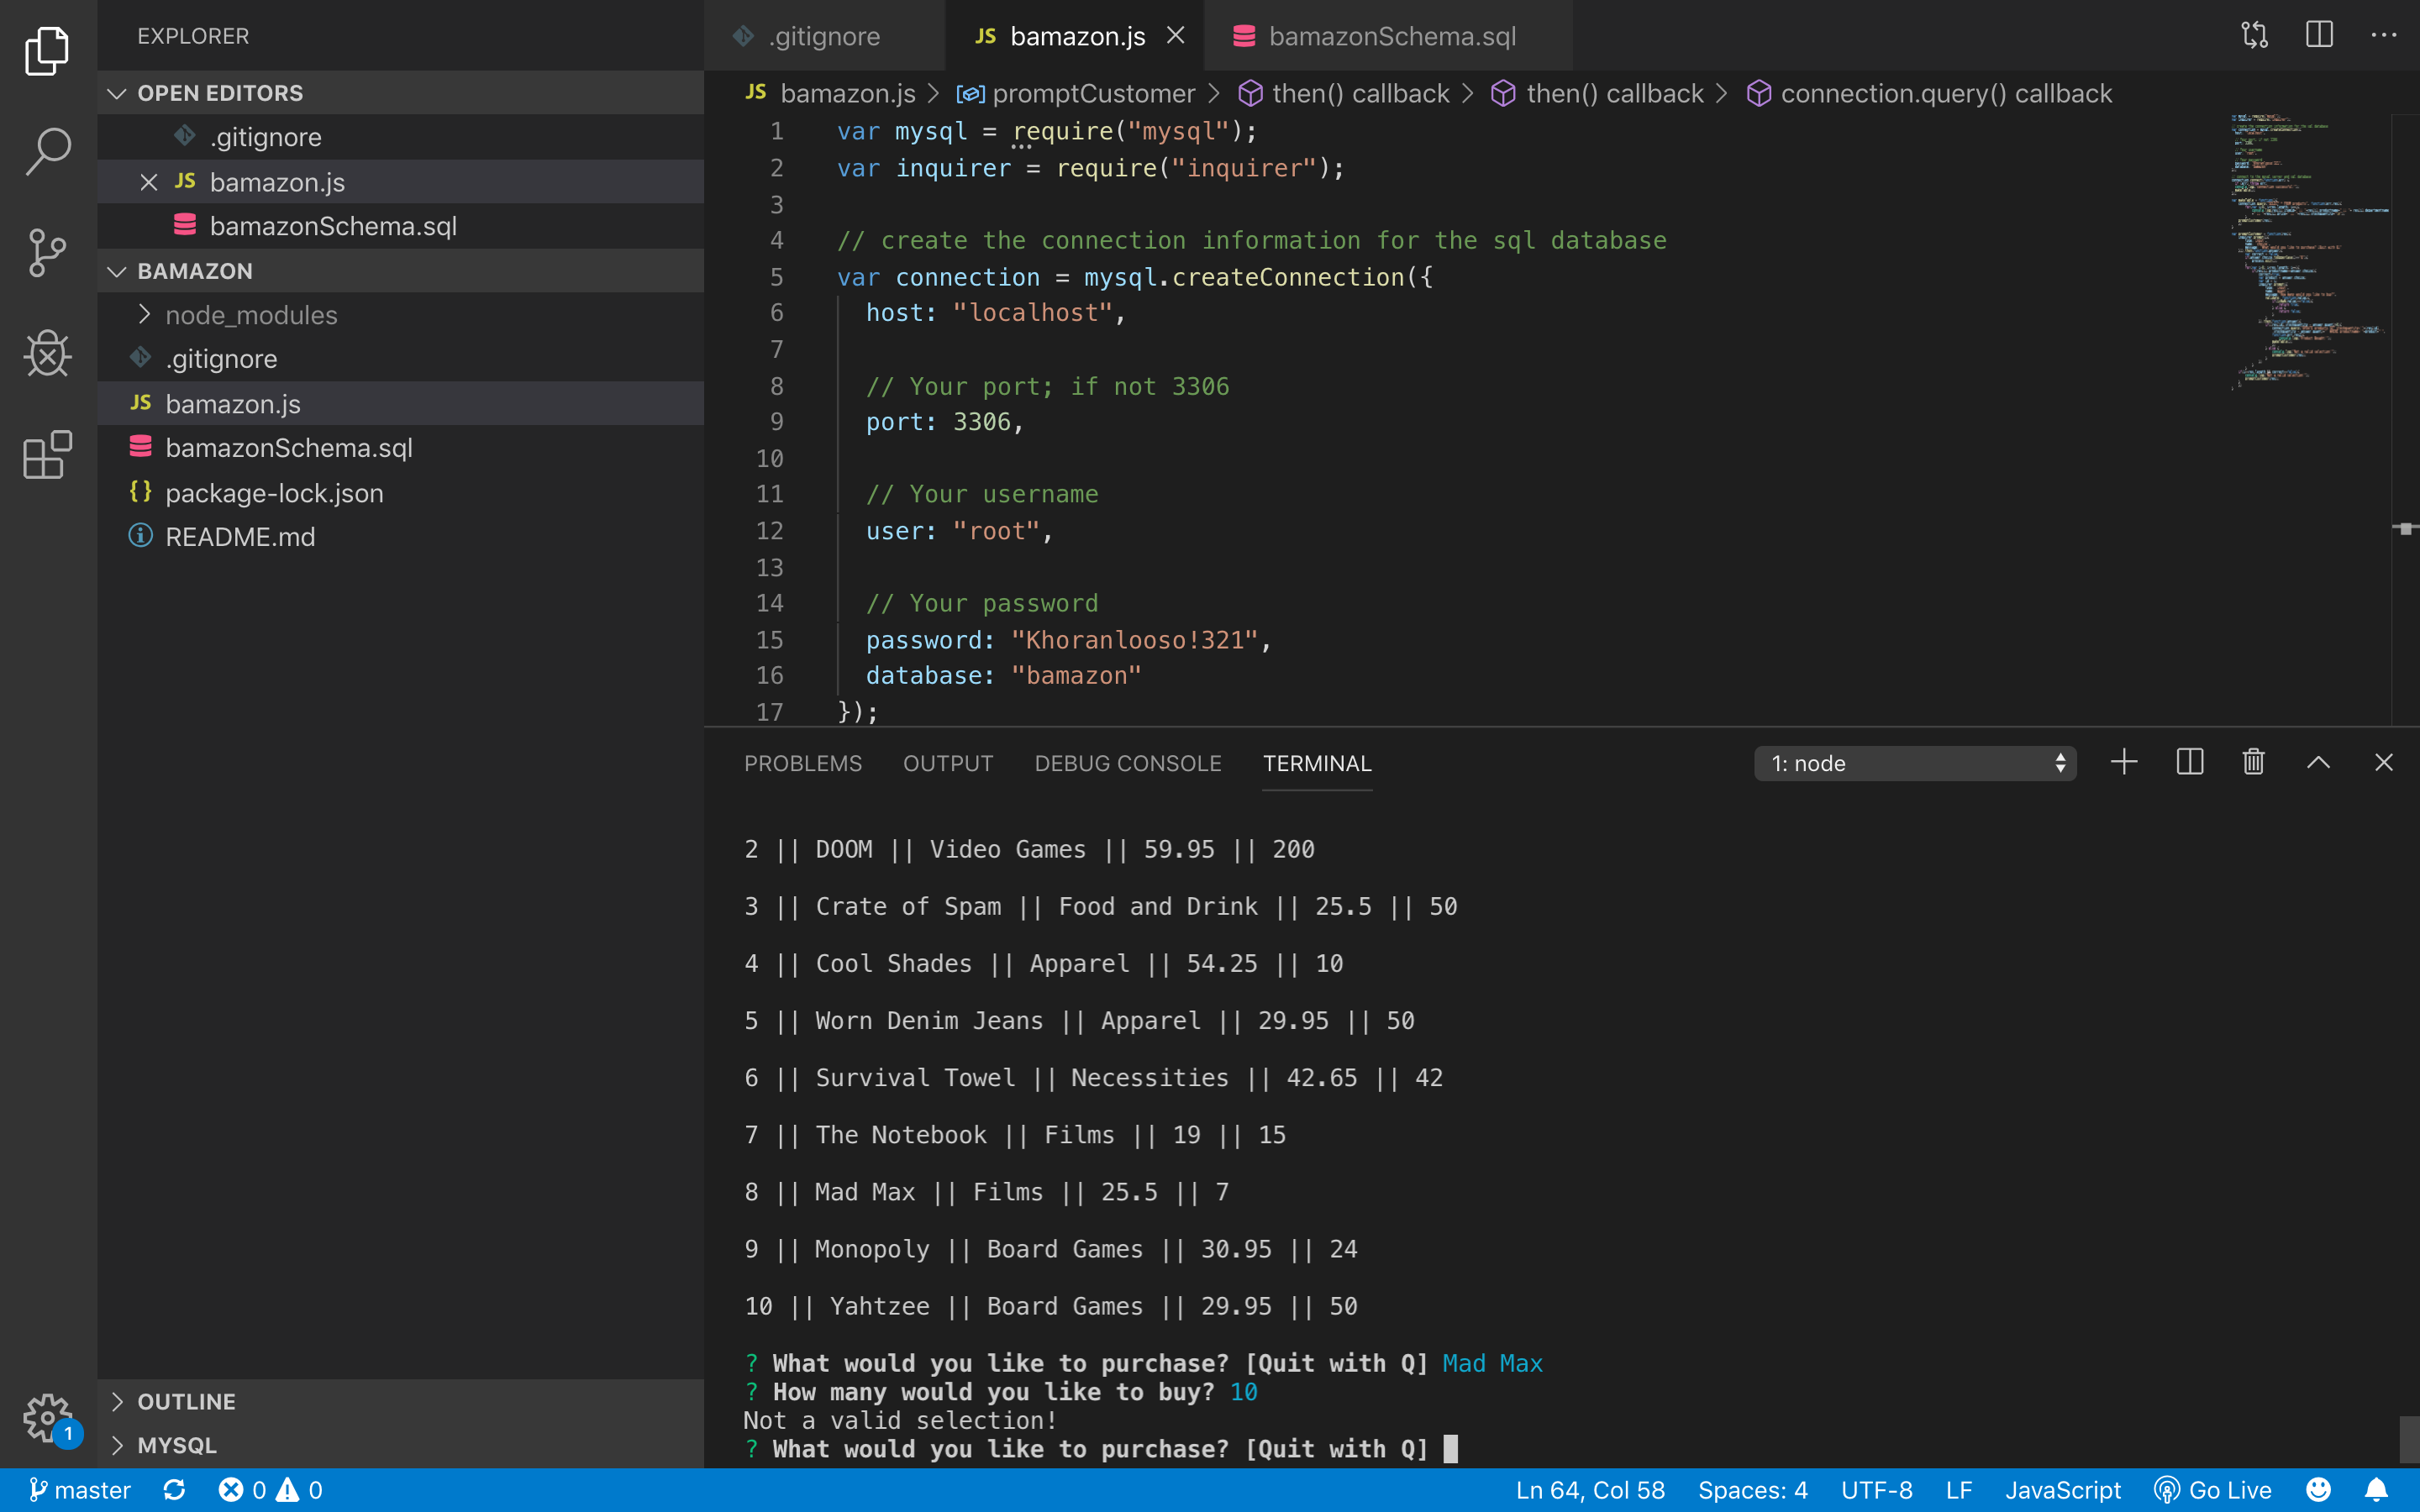 EXPLORER
OPEN EDITORS
.gitignore
JS bamazon.js
bamazonSchema.sql
BAMAZON
node_modules
.gitignore
JS bamazon.js
bamazonSchema.sql
{} package-lock.json
README.md
OUTLINE
MYSQL
1
.gitignore
JS bamazon.js
bamazonSchema.sql
JS bamazon.js > promptCustomer > then() callback > then() callback > connection.query() callback
1 var mysql = require("mysql");
2 var inquirer = require("inquirer");
3
4 // create the connection information for the sql database
5 var connection = mysql.createConnection({
6 host: "localhost",
7
8 // Your port; if not 3306
9 port: 3306,
10
11 // Your username
12 user: "root",
13
14 // Your password
15 password: "Khoranlooso!321",
16 database: "bamazon"
17 });
PROBLEMS OUTPUT DEBUG CONSOLE TERMINAL
1: node
2 || DOOM || Video Games || 59.95 || 200
3 || Crate of Spam || Food and Drink || 25.5 || 50
4 || Cool Shades || Apparel || 54.25 || 10
5 || Worn Denim Jeans || Apparel || 29.95 || 50
6 || Survival Towel || Necessities || 42.65 || 42
7 || The Notebook || Films || 19 || 15
8 || Mad Max || Films || 25.5 || 7
9 || Monopoly || Board Games || 30.95 || 24
10 || Yahtzee || Board Games || 29.95 || 50
? What would you like to purchase? [Quit with Q] Mad Max
? How many would you like to buy? 10
Not a valid selection!
? What would you like to purchase? [Quit with Q]
master 0 0 Ln 64, Col 58 Spaces: 4 UTF-8 LF JavaScript Go Live